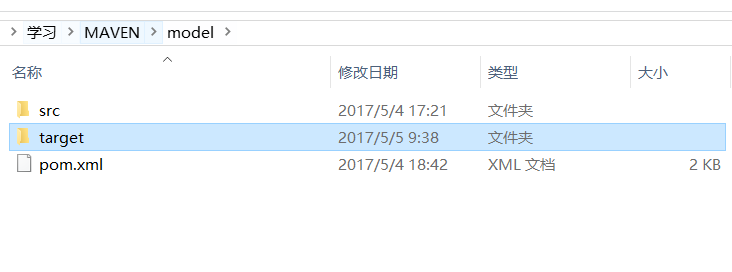 学习 MAVEN model
名称 修改日期 类型 大小
src 2017/5/4 17:21 文件夹
target 2017/5/5 9:38 文件夹
pom.xml 2017/5/4 18:42 XML 文档 2 KB